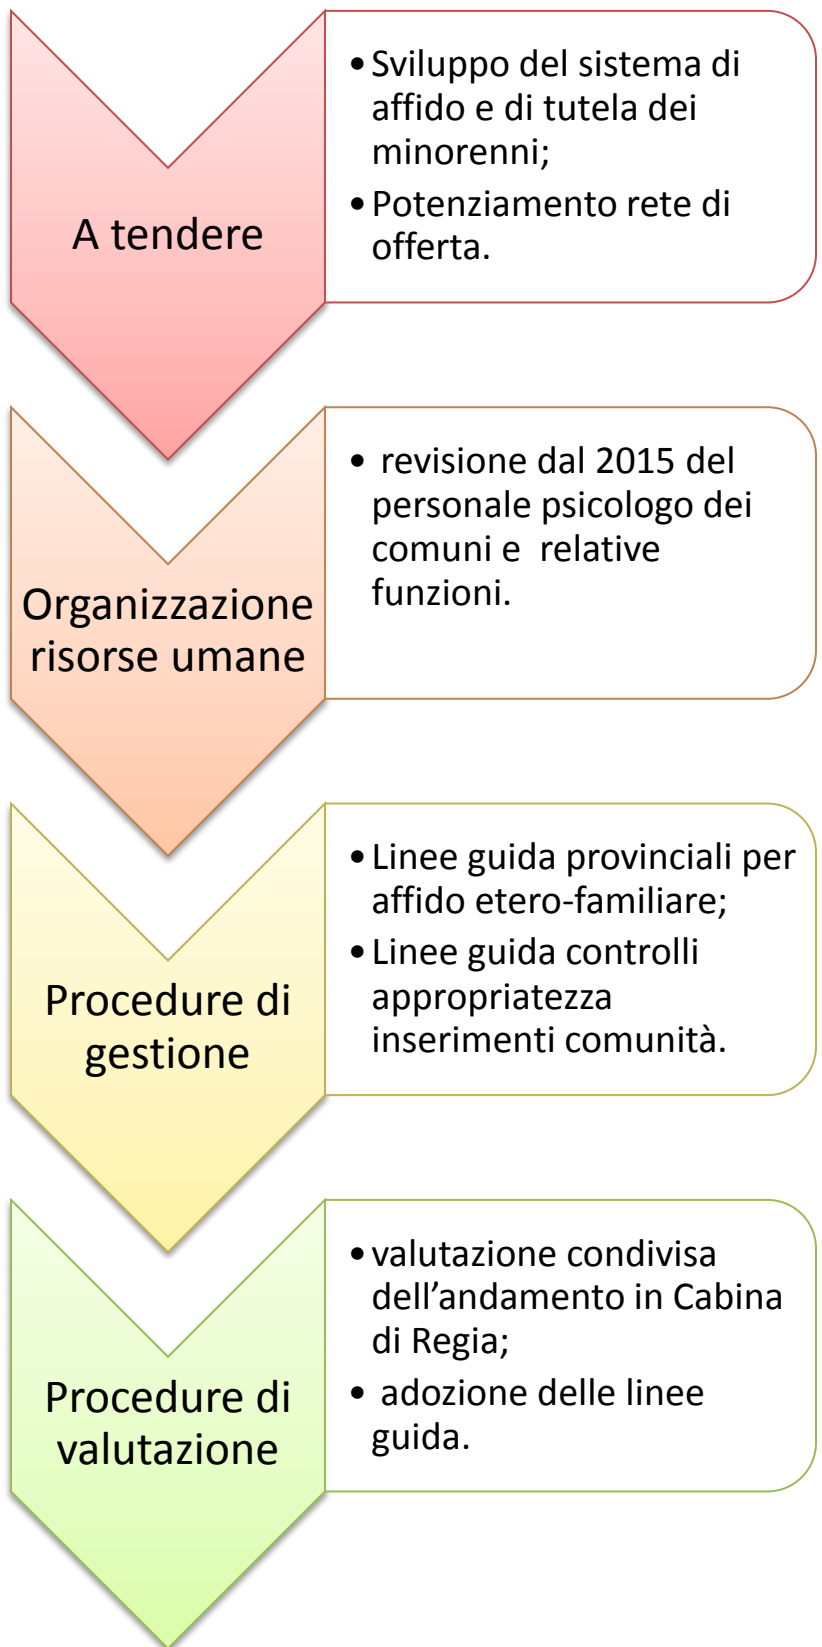 A tendere
• Sviluppo del sistema di
affido e di tutela dei
minorenni;
• Potenziamento rete di
offerta.
Organizzazione
risorse umane
• revisione dal 2015 del
personale psicologo dei
comuni e relative
funzioni.
Procedure di
gestione
• Linee guida provinciali per
affido etero-familiare;
• Linee guida controlli
appropriatezza
inserimenti comunità.
Procedure di
valutazione
• valutazione condivisa
dell’andamento in Cabina
di Regia;
• adozione delle linee
guida.